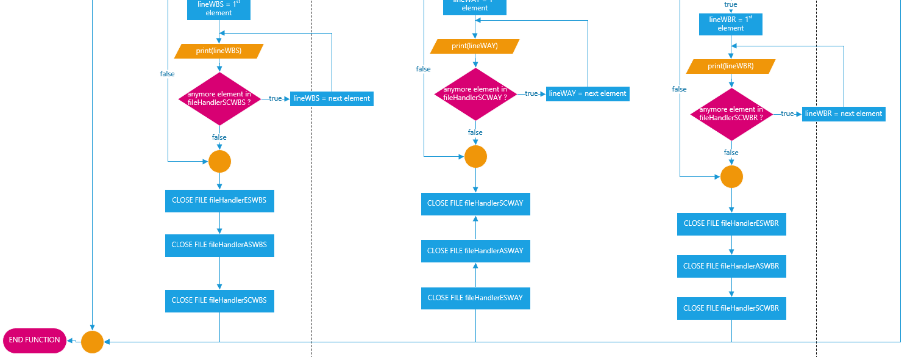 lineWBS = 1st
element
print(lineWBS)
false
anymore element in
fileHandlerSCWBS ?
true
lineWBS = next element
false
CLOSE FILE fileHandlerESWBS
CLOSE FILE fileHandlerASWBS
CLOSE FILE fileHandlerSCWBS
element
print(lineWAY)
false
anymore element in
fileHandlerSCWAY ?
true
lineWAY = next element
false
CLOSE FILE fileHandlerSCWAY
CLOSE FILE fileHandlerASWAY
CLOSE FILE fileHandlerESWAY
true
lineWBR = 1st
element
print(lineWBR)
false
anymore element in
fileHandlerSCWBR ?
true
lineWBR = next element
false
CLOSE FILE fileHandlerESWBR
CLOSE FILE fileHandlerASWBR
CLOSE FILE fileHandlerSCWBR
END FUNCTION